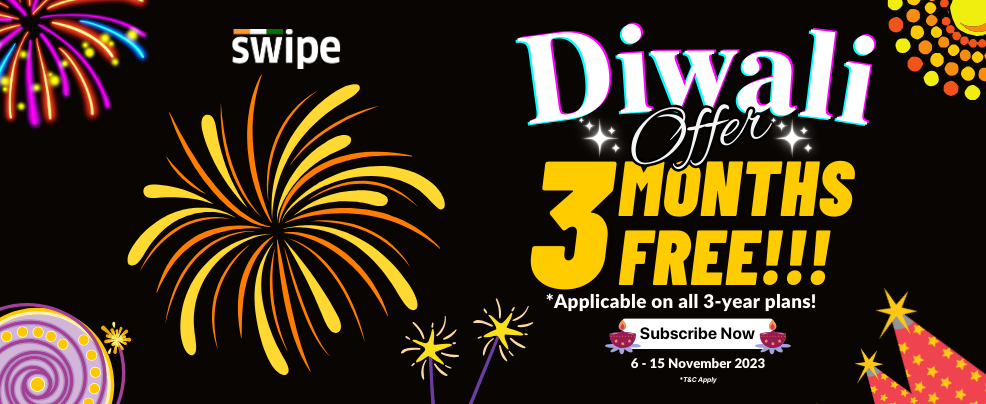 swipe
Diwali
Offer
3 MONTHS
FREE!!!
*Applicable on all 3-year plans!
Subscribe Now
6 - 15 November 2023
*T&C Apply